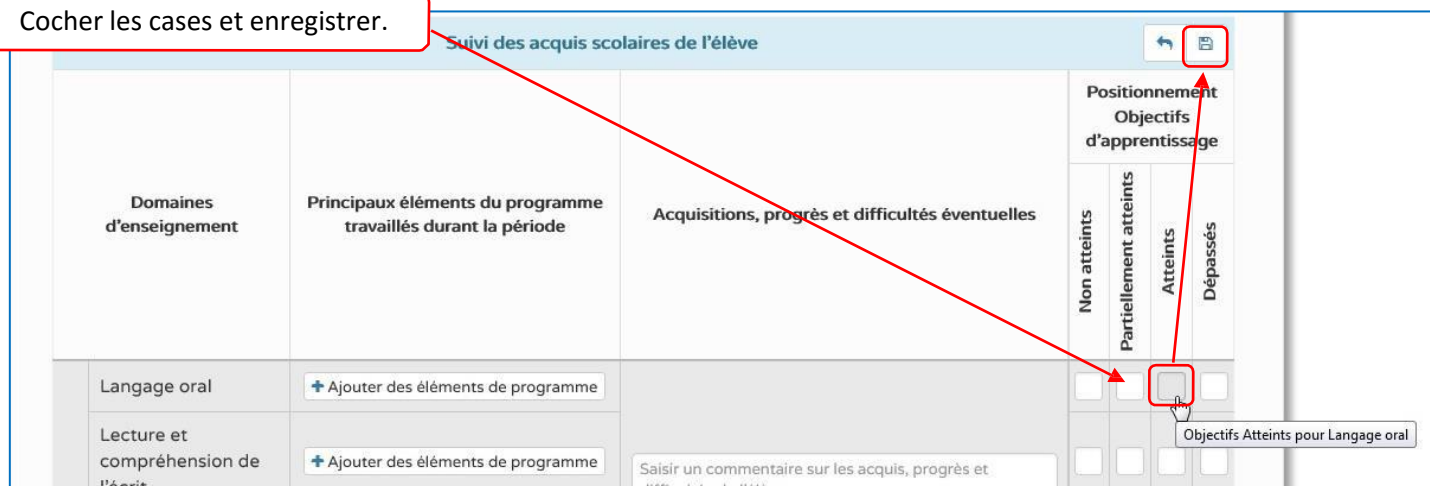 Cocher les cases et enregistrer.
Suivi des acquis scolaires de l'élève
Positionnement
Objectifs
d'apprentissage
Domaines
d'enseignement
Principaux éléments du programme
travaillés durant la période
Acquisitions, progrès et difficultés éventuelles
Non atteints
Partiellement atteints
Atteints
Dépassés
Langage oral
+ Ajouter des éléments de programme
Objectifs Atteints pour Langage oral
Lecture et
compréhension de
l'écrit
+ Ajouter des éléments de programme
Saisir un commentaire sur les acquis, progrès et